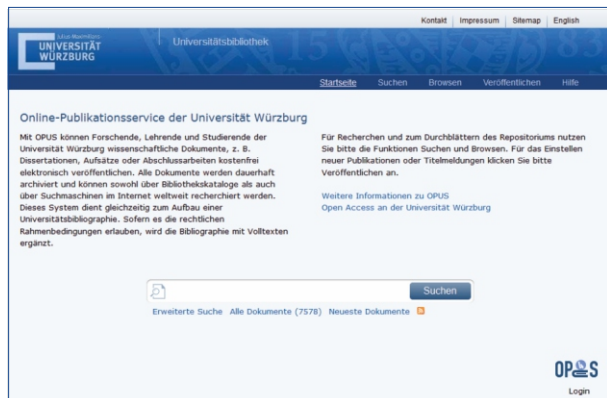 Kontakt Impressum Sitemap English
Julius-Maximilians-
UNIVERSITÄT
WÜRZBURG
Universitätsbibliothek
Startseite Suchen Browsen Veröffentlichen Hilfe
Online-Publikationsservice der Universität Würzburg
Mit OPUS können Forschende, Lehrende und Studierende der
Universität Würzburg wissenschaftliche Dokumente, z. B.
Dissertationen, Aufsätze oder Abschlussarbeiten kostenfrei
elektronisch veröffentlichen. Alle Dokumente werden dauerhaft
archiviert und können sowohl über Bibliothekskataloge als auch
über Suchmaschinen im Internet weltweit recherchiert werden.
Dieses System dient gleichzeitig zum Aufbau einer
Universitätsbibliographie. Sofern es die rechtlichen
Rahmenbedingungen erlauben, wird die Bibliographie mit Volltexten
ergänzt.
Für Recherchen und zum Durchblättern des Repositoriums nutzen
Sie bitte die Funktionen Suchen und Browsen. Für das Einstellen
neuer Publikationen oder Titelmeldungen klicken Sie bitte
Veröffentlichen an.
Weitere Informationen zu OPUS
Open Access an der Universität Würzburg
Suchen
Erweiterte Suche Alle Dokumente (7578) Neueste Dokumente
OPUS
Login